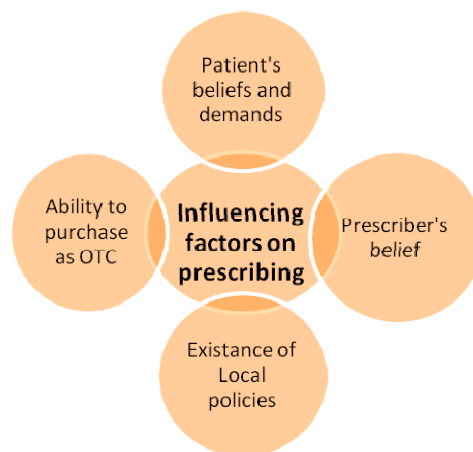 Patient's
beliefs and
demands
Ability to
purchase
as OTC
Influencing
factors on
prescribing
Prescriber's
belief
Existance of
Local
policies